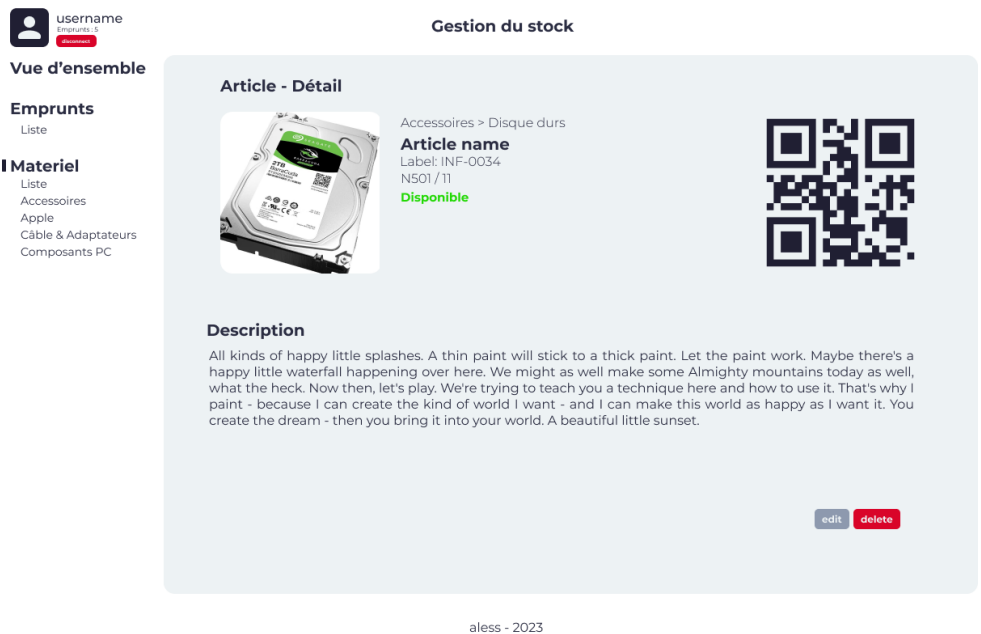 username
Emprunts : 5
disconnect
Gestion du stock
Vue d’ensemble
Emprunts
Liste
Materiel
Liste
Accessoires
Apple
Câble & Adaptateurs
Composants PC
Article - Détail
SEAGATE
BARRACUDA
2TB
BarraCuda
Accessoires > Disque durs
Article name
Label: INF-0034
N501 / 11
Disponible
Description
All kinds of happy little splashes. A thin paint will stick to a thick paint. Let the paint work. Maybe there's a
happy little waterfall happening over here. We might as well make some Almighty mountains today as well,
what the heck. Now then, let's play. We're trying to teach you a technique here and how to use it. That's why I
paint - because I can create the kind of world I want - and I can make this world as happy as I want it. You
create the dream - then you bring it into your world. A beautiful little sunset.
edit
delete
aless - 2023